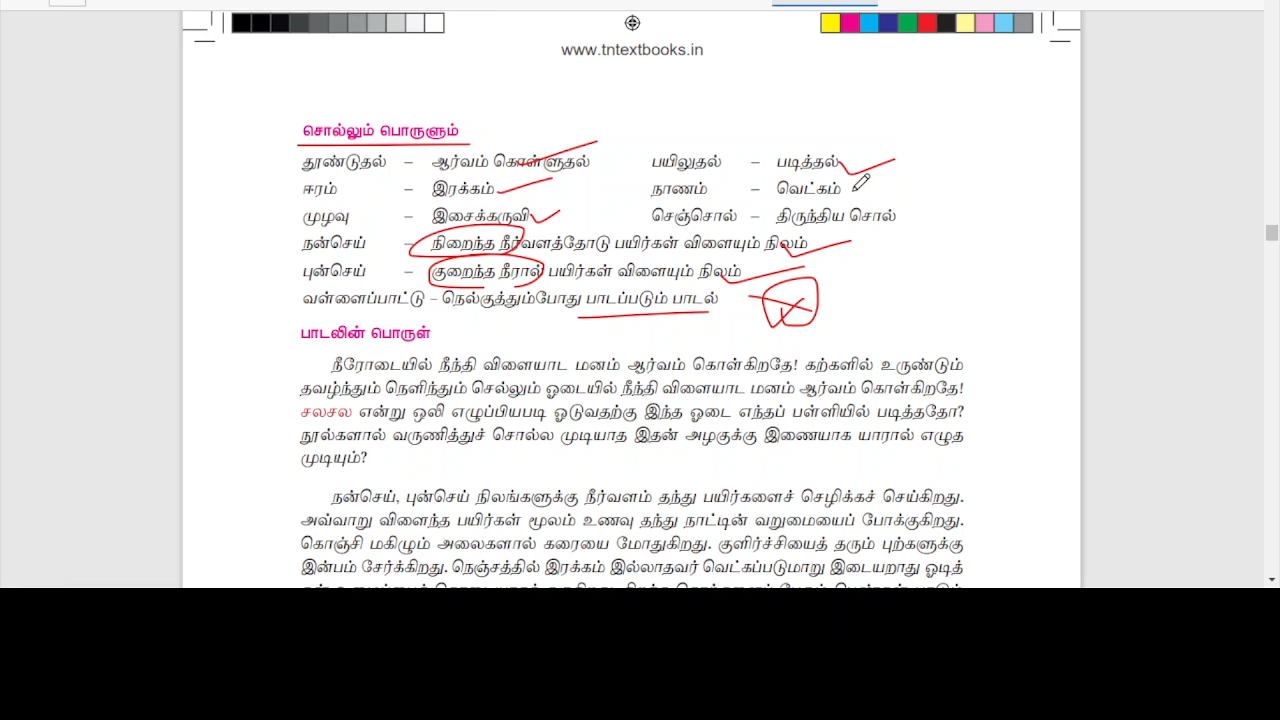 www.tntextbooks.in
சொல்லும் பொருளும்
தூண்டுதல் – ஆர்வம் கொள்ளுதல் பயிலுதல் – படித்தல்
ஈரம் – இரக்கம் நாணம் – வெட்கம்
முழவு – இசைக்கருவி செஞ்சொல் – திருந்திய சொல்
நன்செய் – நிறைந்த நீர்வளத்தோடு பயிர்கள் விளையும் நிலம்
புன்செய் – குறைந்த நீரால் பயிர்கள் விளையும் நிலம்
வள்ளைப்பாட்டு – நெல்குத்தும்போது பாடப்படும் பாடல்
பாடலின் பொருள்
நீரோடையில் நீந்தி விளையாட மனம் ஆர்வம் கொள்கிறதே! கற்களில் உருண்டும்
தவழ்ந்தும் நெளிந்தும் செல்லும் ஓடையில் நீந்தி விளையாட மனம் ஆர்வம் கொள்கிறதே!
சலசல என்று ஒலி எழுப்பியபடி ஓடுவதற்கு இந்த ஓடை எந்தப் பள்ளியில் படித்ததோ?
நூல்களால் வருணித்துச் சொல்ல முடியாத இதன் அழகுக்கு இணையாக யாரால் எழுத
முடியும்?
நன்செய், புன்செய் நிலங்களுக்கு நீர்வளம் தந்து பயிர்களைச் செழிக்கச் செய்கிறது.
அவ்வாறு விளைந்த பயிர்கள் மூலம் உணவு தந்து நாட்டின் வறுமையைப் போக்குகிறது.
கொஞ்சி மகிழும் அலைகளால் கரையை மோதுகிறது. குளிர்ச்சியைத் தரும் புற்களுக்கு
இன்பம் சேர்க்கிறது. நெஞ்சத்தில் இரக்கம் இல்லாதவர் வெட்கப்படுமாறு இடையறாது ஓடித்